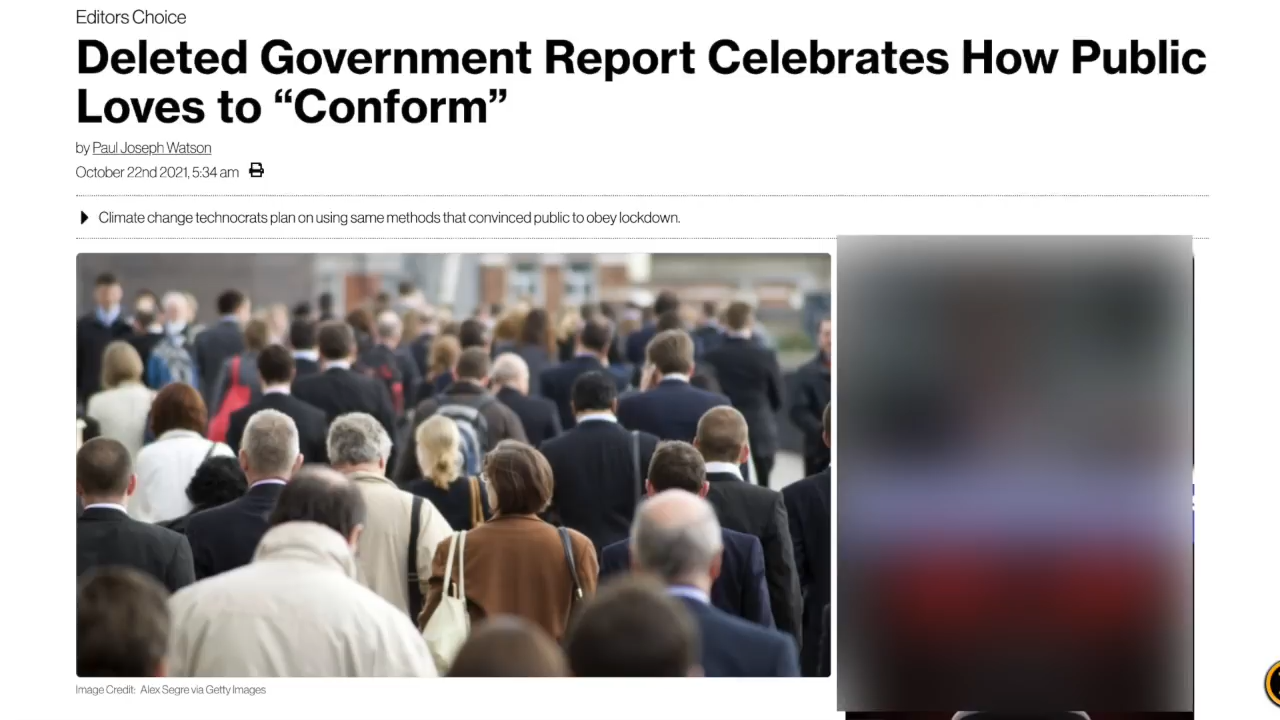 Editors Choice
Deleted Government Report Celebrates How Public
Loves to “Conform”
by Paul Joseph Watson
October 22nd 2021, 5:34 am
Climate change technocrats plan on using same methods that convinced public to obey lockdown.
Image Credit: Alex Segre via Getty Images